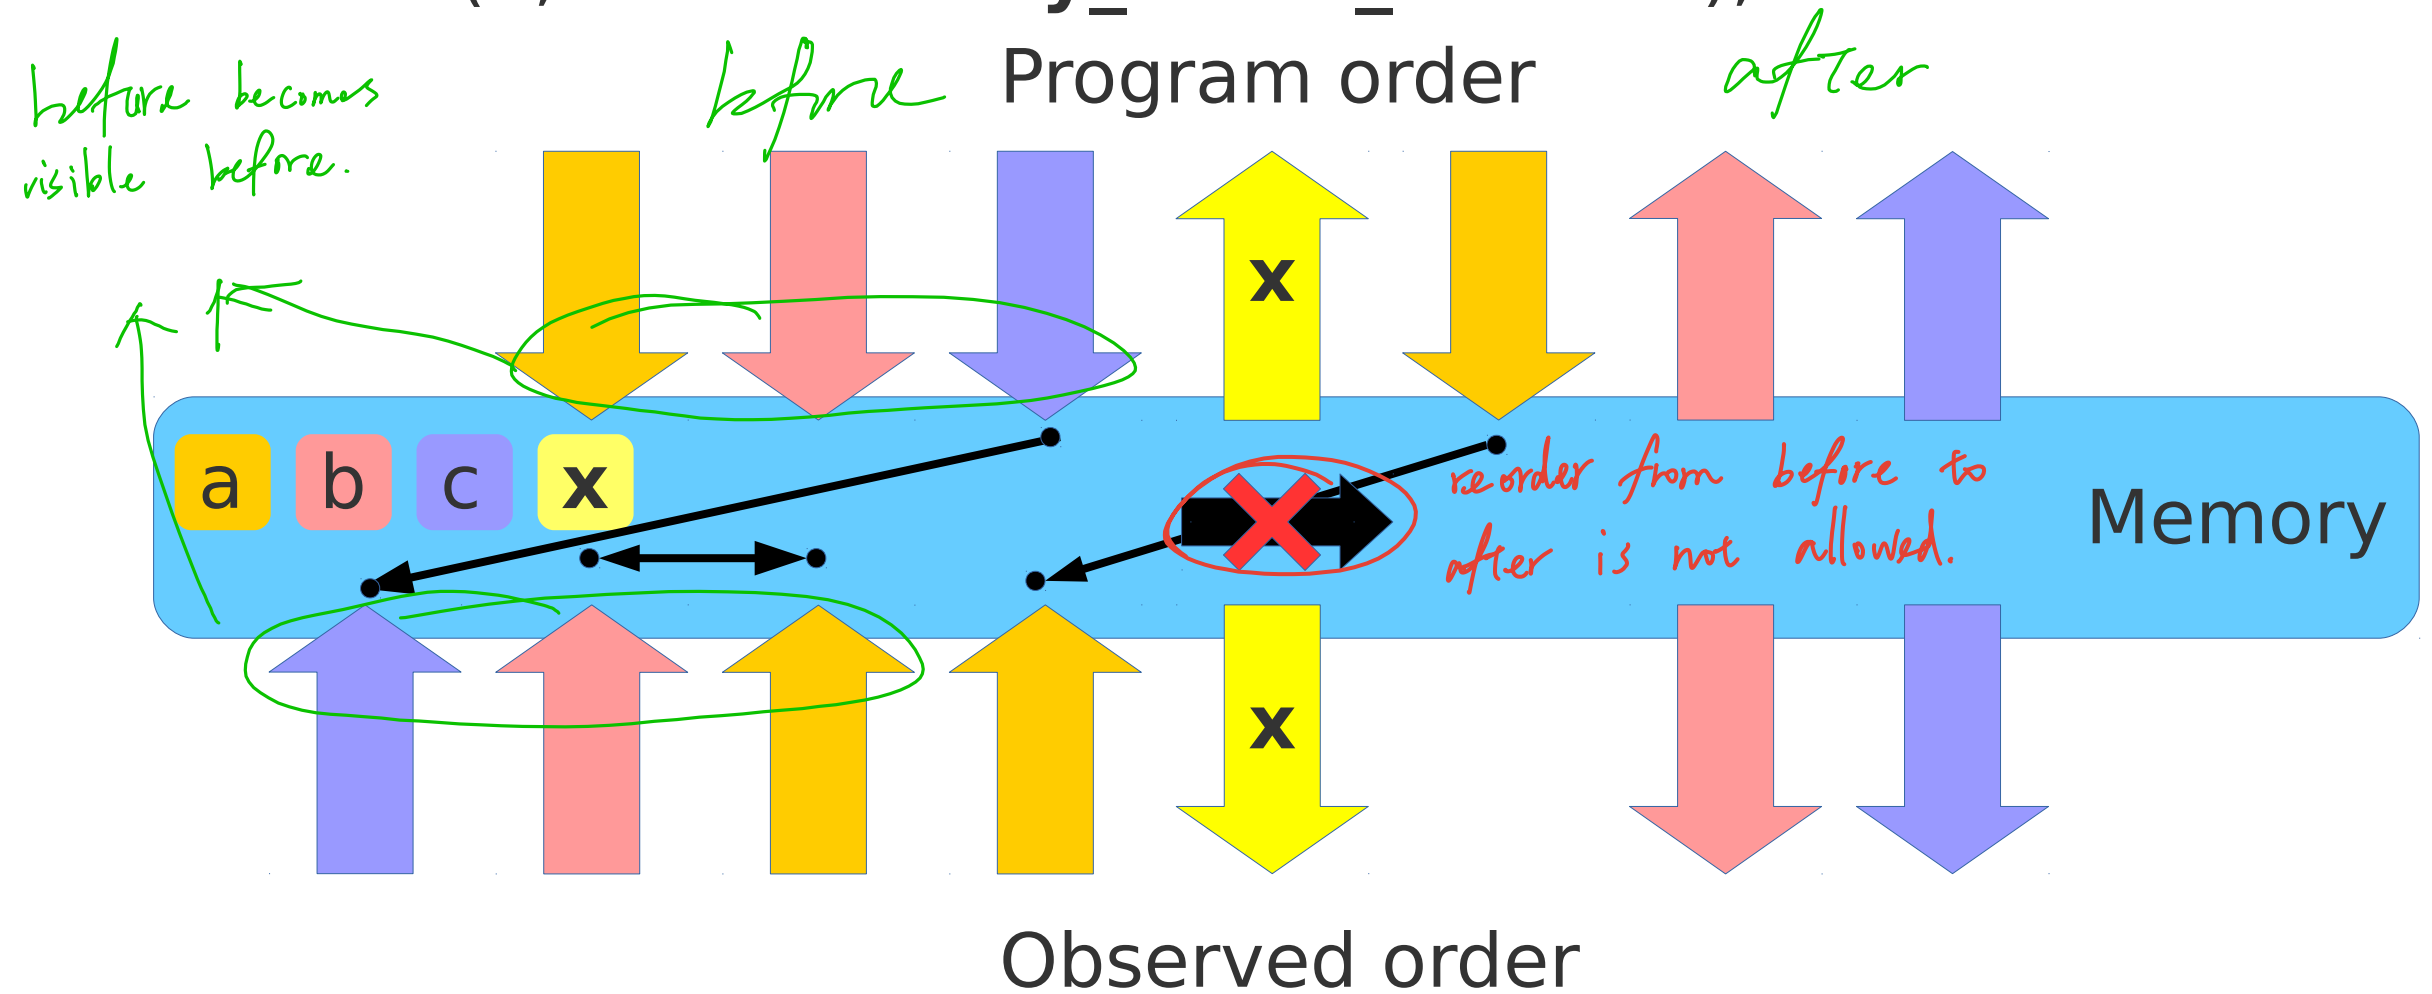 Program order
before
after
before becomes
visible before.
x
a b c x
reorder from before to
after is not allowed.
Memory
x
Observed order